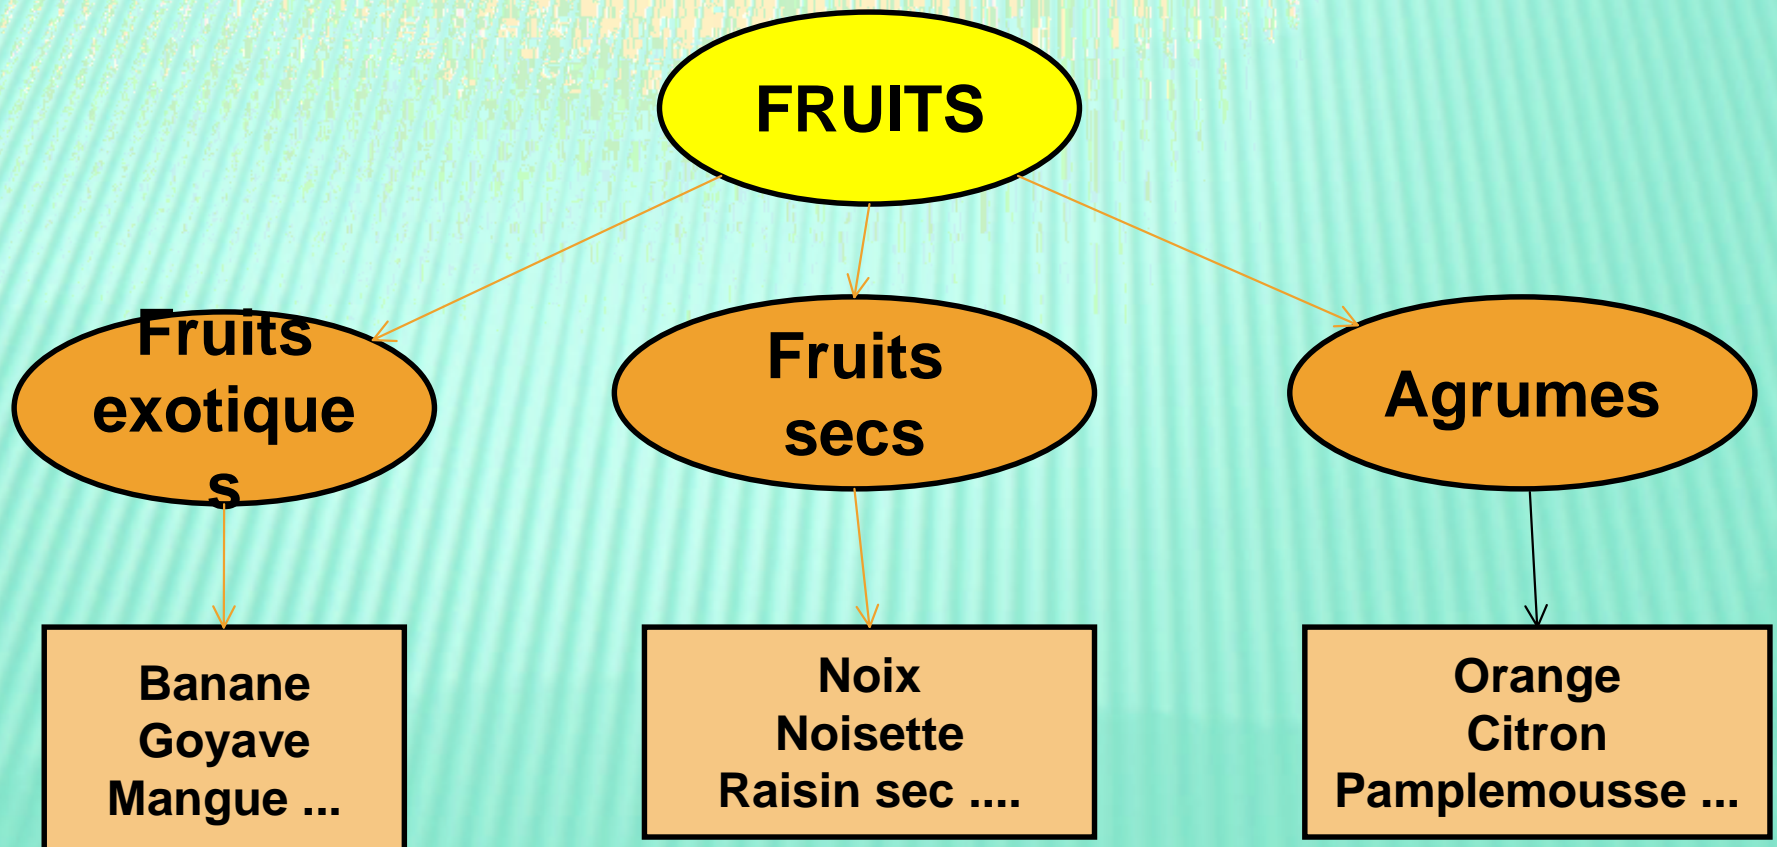 FRUITS
Fruits
exotique
s
Fruits
secs
Agrumes
Banane
Goyave
Mangue ...
Noix
Noisette
Raisin sec ....
Orange
Citron
Pamplemousse ...